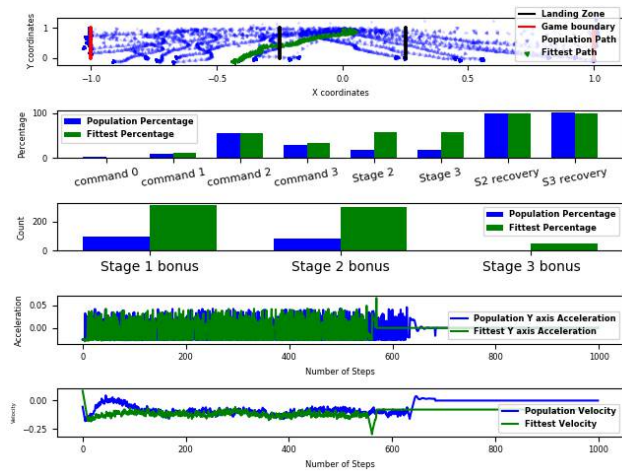 Y coordinates
1
0
Landing Zone
Game boundary
Population Path
Fittest Path
−1.0
−0.5
0.0
0.5
1.0
X coordinates
Percentage
100
0
Population Percentage
Fittest Percentage
command 0
command 1
command 2
command 3
Stage 2
Stage 3
S2 recovery
S3 recovery
Count
200
0
Population Percentage
Fittest Percentage
Stage 1 bonus
Stage 2 bonus
Stage 3 bonus
Acceleration
0.05
0.00
Population Y axis Acceleration
Fittest Y axis Acceleration
0
200
400
600
800
1000
Number of Steps
Velocity
0.00
−0.25
Population Velocity
Fittest Velocity
0
200
400
600
800
1000
Number of Steps